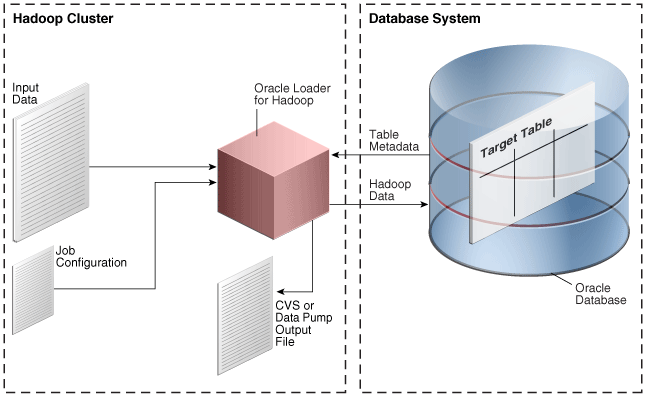 Hadoop Cluster
Database System
Input
Data
Oracle Loader
for Hadoop
Target Table
Table
Metadata
Hadoop
Data
Job
Configuration
CVS or
Data Pump
Output
File
Oracle
Database